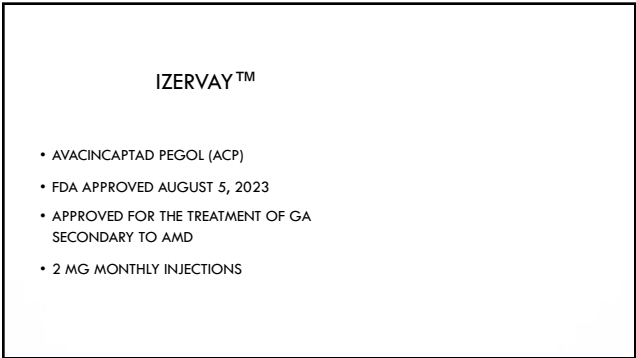 IZERVAY™
• AVACINCAPTAD PEGOL (ACP)
• FDA APPROVED AUGUST 5, 2023
• APPROVED FOR THE TREATMENT OF GA
SECONDARY TO AMD
• 2 MG MONTHLY INJECTIONS